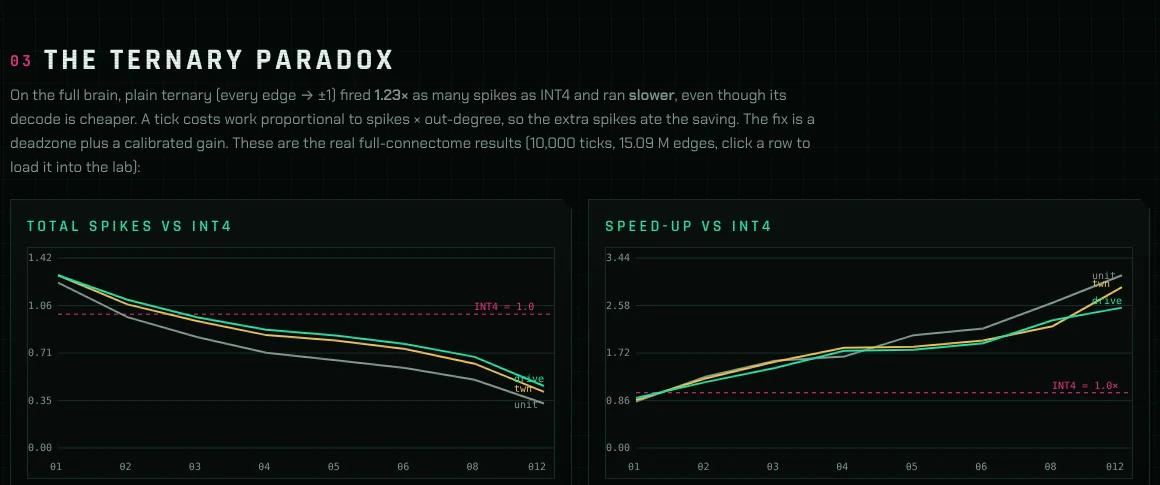 03 THE TERNARY PARADOX
On the full brain, plain ternary (every edge → ±1) fired 1.23× as many spikes as INT4 and ran slower, even though its
decode is cheaper. A tick costs work proportional to spikes × out-degree, so the extra spikes ate the saving. The fix is a
deadzone plus a calibrated gain. These are the real full-connectome results (10,000 ticks, 15.09 M edges, click a row to
load it into the lab):
TOTAL SPIKES VS INT4
1.42
1.06
0.71
0.35
0.00
INT4 = 1.0
drive
twn
unit
01 02 03 04 05 06 08 012
SPEED-UP VS INT4
3.44
2.58
1.72
0.86
0.00
unit
twn
drive
INT4 = 1.0×
01 02 03 04 05 06 08 012